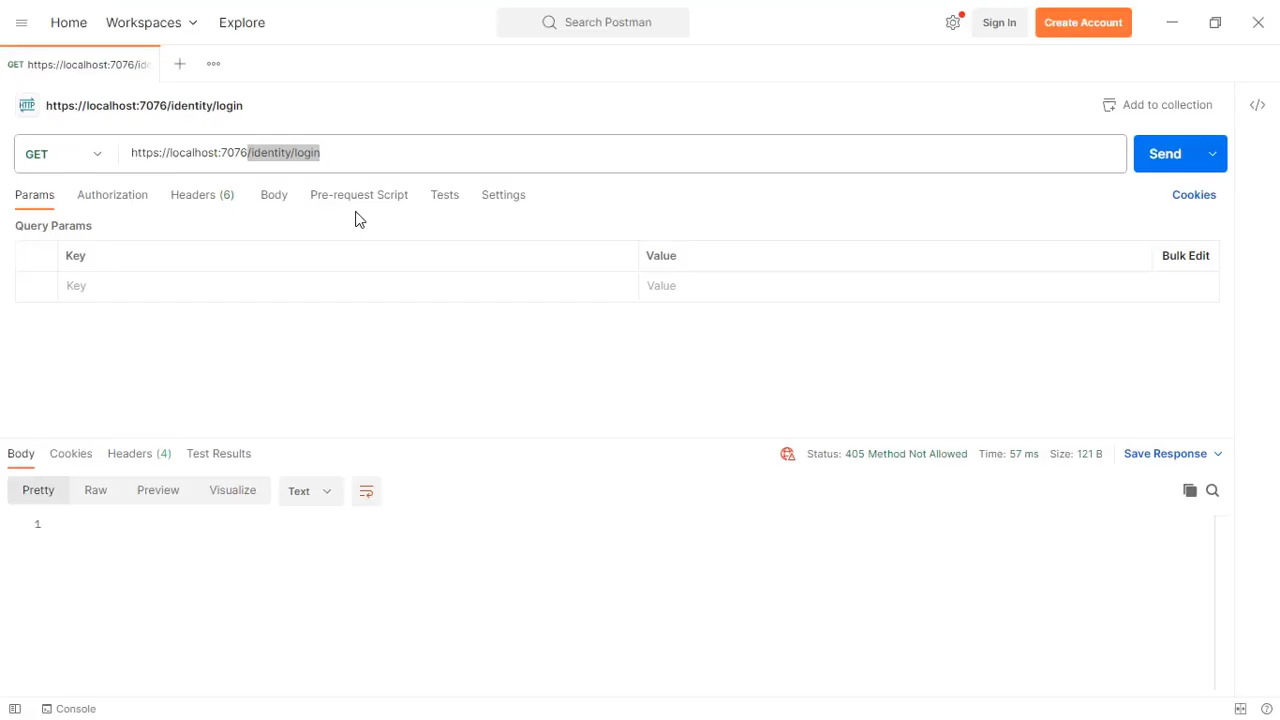 Home Workspaces Explore Search Postman Sign In Create Account
GET https://localhost:7076/ide
HTTP https://localhost:7076/identity/login Add to collection
GET https://localhost:7076/identity/login Send
Params Authorization Headers (6) Body Pre-request Script Tests Settings Cookies
Query Params
Key Value Bulk Edit
Key Value
Body Cookies Headers (4) Test Results Status: 405 Method Not Allowed Time: 57 ms Size: 121 B Save Response
Pretty Raw Preview Visualize Text
1
Console